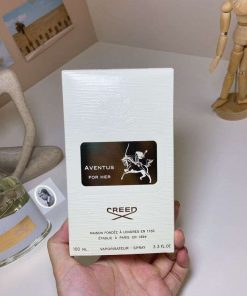 AVENTUS
FOR HER
CREED
MAISON FONDÉE À LONDRES EN 1760
ÉTABLIE À PARIS EN 1854
100 ML VAPORISATEUR - SPRAY 3.3 FL.OZ